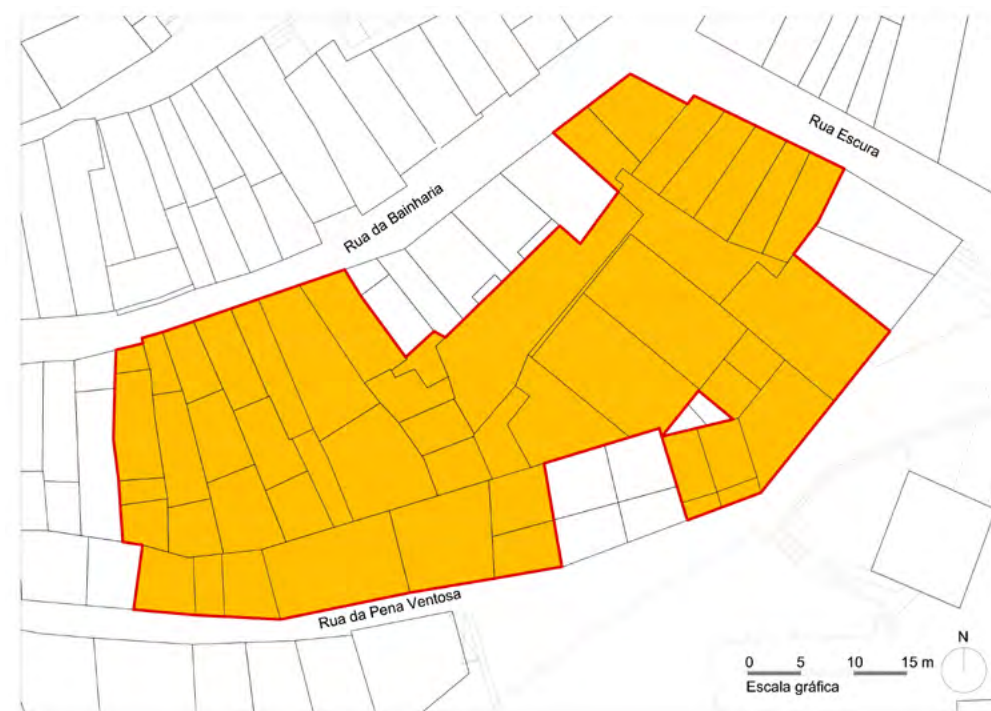 Rua Escura
Rua da Bainharia
Rua da Pena Ventosa
N
0 5 10 15 m
Escala gráfica